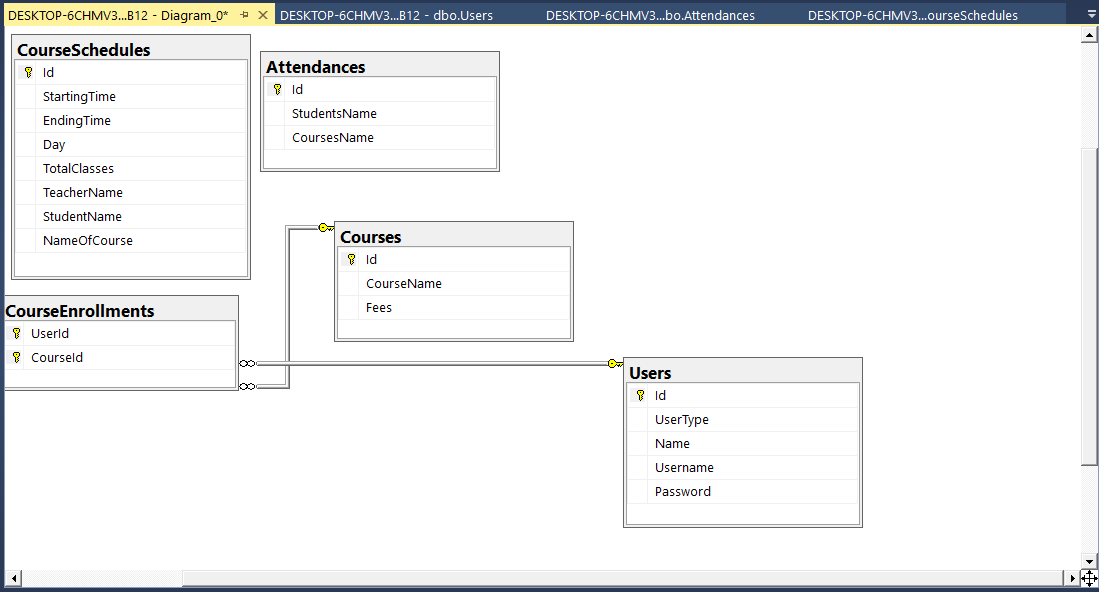 DESKTOP-6CHMV3...B12 - Diagram_0*
DESKTOP-6CHMV3...B12 - dbo.Users
DESKTOP-6CHMV3...bo.Attendances
DESKTOP-6CHMV3...ourseSchedules
CourseSchedules
Id
StartingTime
EndingTime
Day
TotalClasses
TeacherName
StudentName
NameOfCourse
Attendances
Id
StudentsName
CoursesName
Courses
Id
CourseName
Fees
CourseEnrollments
UserId
CourseId
Users
Id
UserType
Name
Username
Password